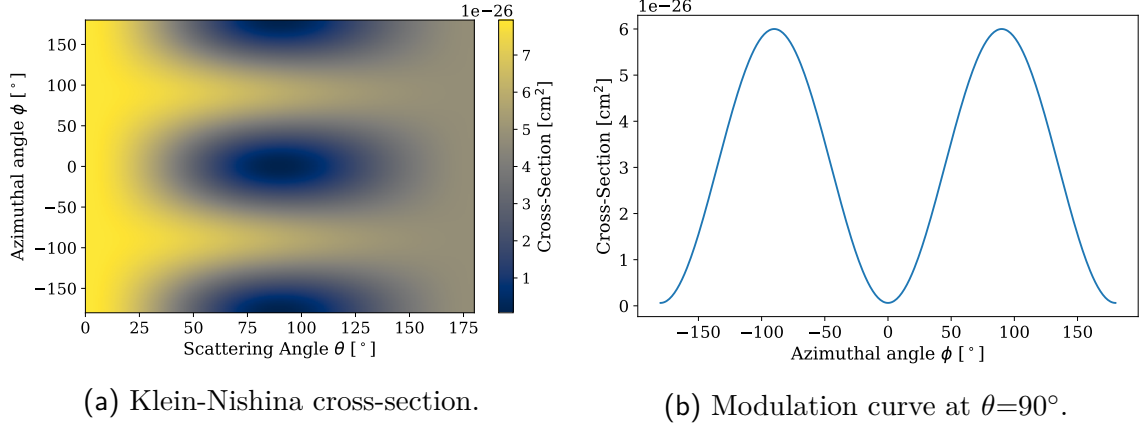 1e−26
150
100
50
0
−50
−100
−150
0 25 50 75 100 125 150 175
Azimuthal angle ϕ [°]
Scattering Angle θ [°]
7
6
5
4
3
2
1
Cross-Section [cm²]
(a) Klein-Nishina cross-section.
1e−26
6
5
4
3
2
1
0
−150 −100 −50 0 50 100 150
Cross-Section [cm²]
Azimuthal angle ϕ [°]
(b) Modulation curve at θ=90°.